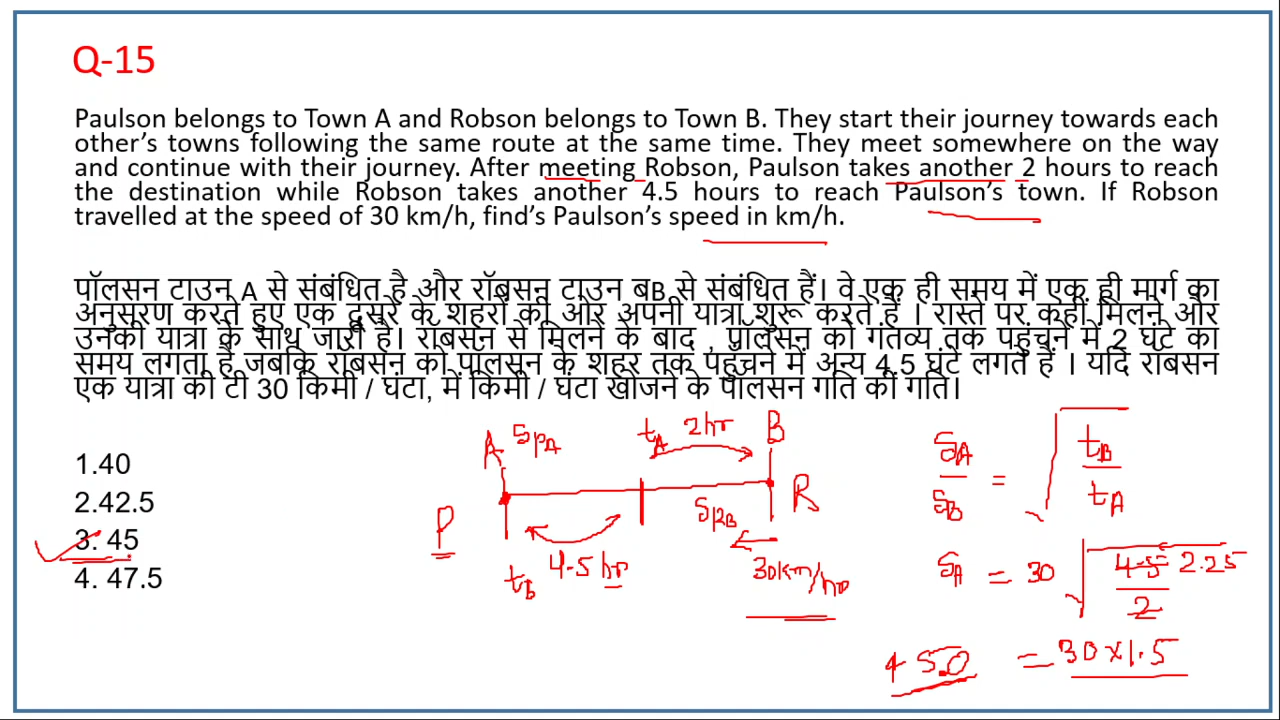 Q-15
Paulson belongs to Town A and Robson belongs to Town B. They start their journey towards each
other's towns following the same route at the same time. They meet somewhere on the way
and continue with their journey. After meeting Robson, Paulson takes another 2 hours to reach
the destination while Robson takes another 4.5 hours to reach Paulson's town. If Robson
travelled at the speed of 30 km/h, find's Paulson's speed in km/h.
पॉलसन टाउन A से संबंधित है और रॉबसन टाउन बB से संबंधित हैं। वे एक ही समय में एक ही मार्ग का
अनुसरण करते हुए एक दूसरे के शहरों की ओर अपनी यात्रा शुरू करते हैं । रास्ते पर कहीं मिलने और
उनकी यात्रा के साथ जारी है। रॉबसन से मिलने के बाद , पॉलसन को गंतव्य तक पहुंचने में 2 घंटे का
समय लगता है जबकि रॉबसन को पॉलसन के शहर तक पहुँचने में अन्य 4.5 घंटे लगते हैं । यदि रॉबसन
एक यात्रा की टी 30 किमी / घंटा, में किमी / घंटा खोजने के पॉलसन गति की गति।
1.40
2.42.5
3. 45
4. 47.5
A SPA tA 2hr B
P SPB R
tB 4.5 hr 30km/hr
SA/SB = √tB/tA
SA = 30 √4.5/2 2.25
45.0 = 30×1.5